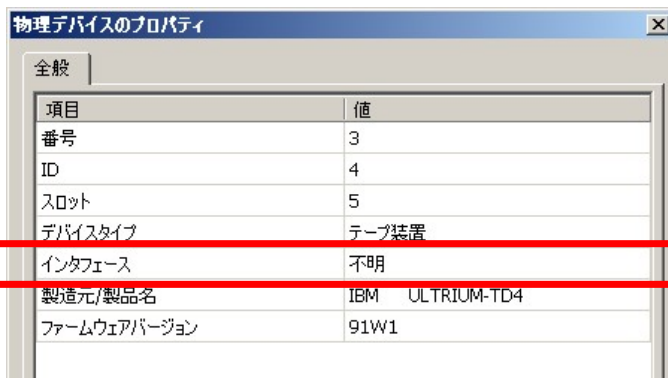 物理デバイスのプロパティ
全般
項目 値
番号 3
ID 4
スロット 5
デバイスタイプ テープ装置
インタフェース 不明
製造元/製品名 IBM ULTRIUM-TD4
ファームウェアバージョン 91W1